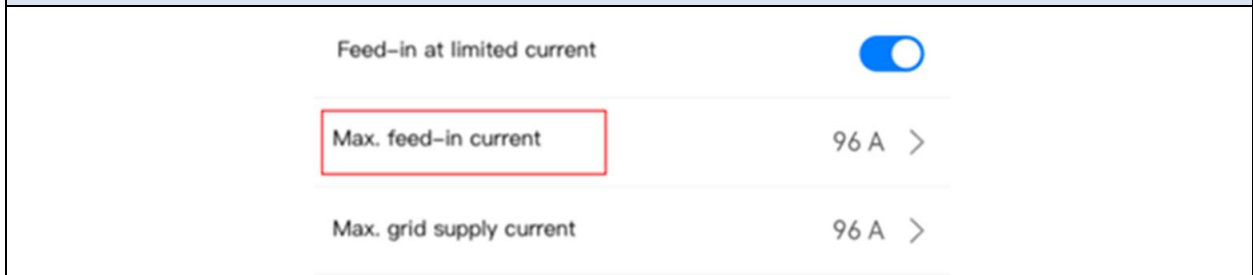 Feed-in at limited current
Max. feed-in current 96 A
Max. grid supply current 96 A